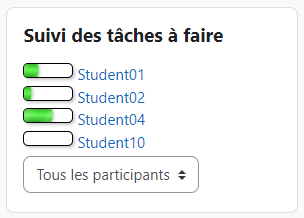 Suivi des tâches à faire
Student01
Student02
Student04
Student10
Tous les participants